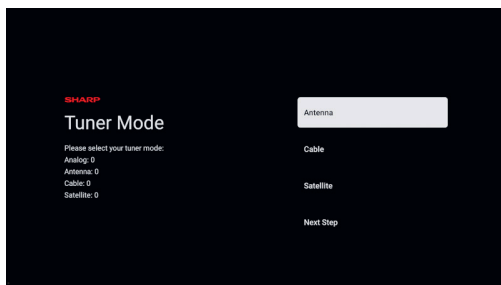 SHARP
Tuner Mode
Please select your tuner mode:
Analog: 0
Antenna: 0
Cable: 0
Satellite: 0
Antenna
Cable
Satellite
Next Step